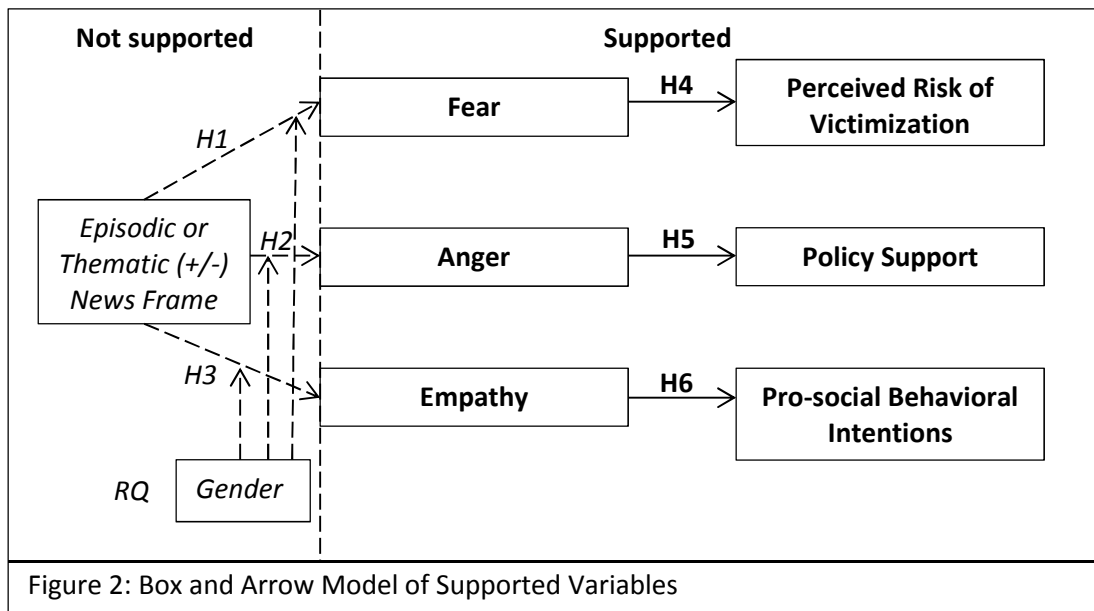 Not supported
Supported
H1
Fear
H4
Perceived Risk of
Victimization
Episodic or
Thematic (+/-)
News Frame
H2
Anger
H5
Policy Support
H3
Empathy
H6
Pro-social Behavioral
Intentions
RQ
Gender
Figure 2: Box and Arrow Model of Supported Variables